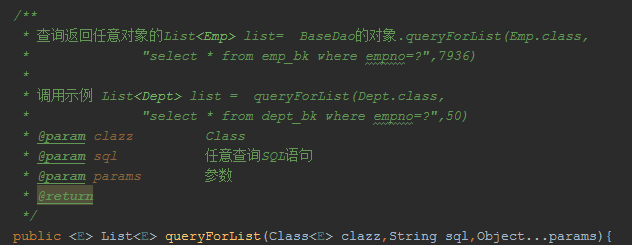 /**
* 查询返回任意对象的List<Emp> list=  BaseDao的对象.queryForList(Emp.class,
*               "select * from emp_bk where empno=?",7936)
*
* 调用示例 List<Dept> list =  queryForList(Dept.class,
*               "select * from dept_bk where empno=?",50)
* @param clazz          Class
* @param sql            任意查询SQL语句
* @param params         参数
* @return
*/
public <E> List<E> queryForList(Class<E> clazz,String sql,Object...params){